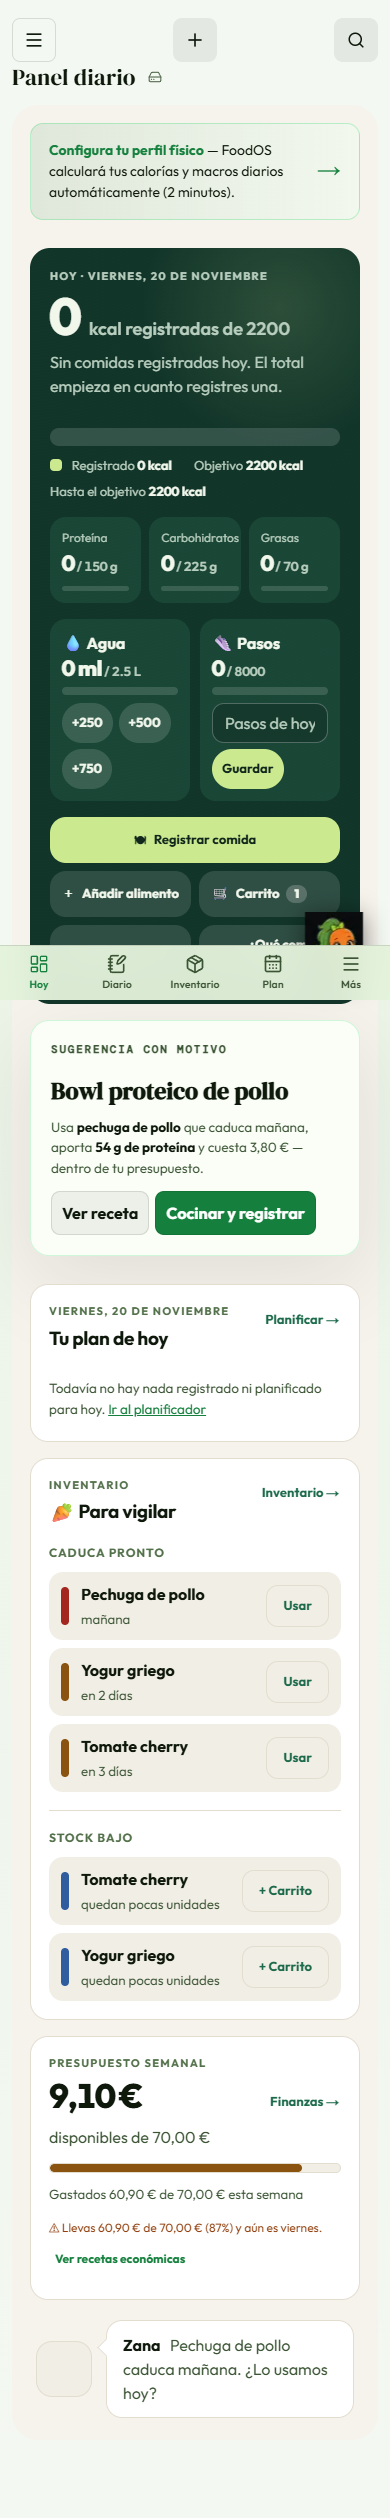 Panel diario
Configura tu perfil físico — FoodOS
calculará tus calorías y macros diarios
automáticamente (2 minutos).
→
HOY · VIERNES, 20 DE NOVIEMBRE
0 kcal registradas de 2200
Sin comidas registradas hoy. El total
empieza en cuanto registres una.
Registrado 0 kcal Objetivo 2200 kcal
Hasta el objetivo 2200 kcal
Proteína Carbohidratos Grasas
0 / 150 g 0 / 225 g 0 / 70 g
Agua Pasos
0 ml / 2.5 L 0 / 8000
+250 +500 Pasos de hoy
+750 Guardar
Registrar comida
+ Añadir alimento Carrito 1
Hoy Diario Inventario Plan Más
SUGERENCIA CON MOTIVO
Bowl proteico de pollo
Usa pechuga de pollo que caduca mañana,
aporta 54 g de proteína y cuesta 3,80 € —
dentro de tu presupuesto.
Ver receta Cocinar y registrar
VIERNES, 20 DE NOVIEMBRE
Planificar →
Tu plan de hoy
Todavía no hay nada registrado ni planificado
para hoy. Ir al planificador
INVENTARIO
Inventario →
Para vigilar
CADUCA PRONTO
Pechuga de pollo
mañana
Usar
Yogur griego
en 2 días
Usar
Tomate cherry
en 3 días
Usar
STOCK BAJO
Tomate cherry
quedan pocas unidades
+ Carrito
Yogur griego
quedan pocas unidades
+ Carrito
PRESUPUESTO SEMANAL
9,10 €
Finanzas →
disponibles de 70,00 €
Gastados 60,90 € de 70,00 € esta semana
⚠ Llevas 60,90 € de 70,00 € (87%) y aún es viernes.
Ver recetas económicas
Zana Pechuga de pollo
caduca mañana. ¿Lo usamos
hoy?